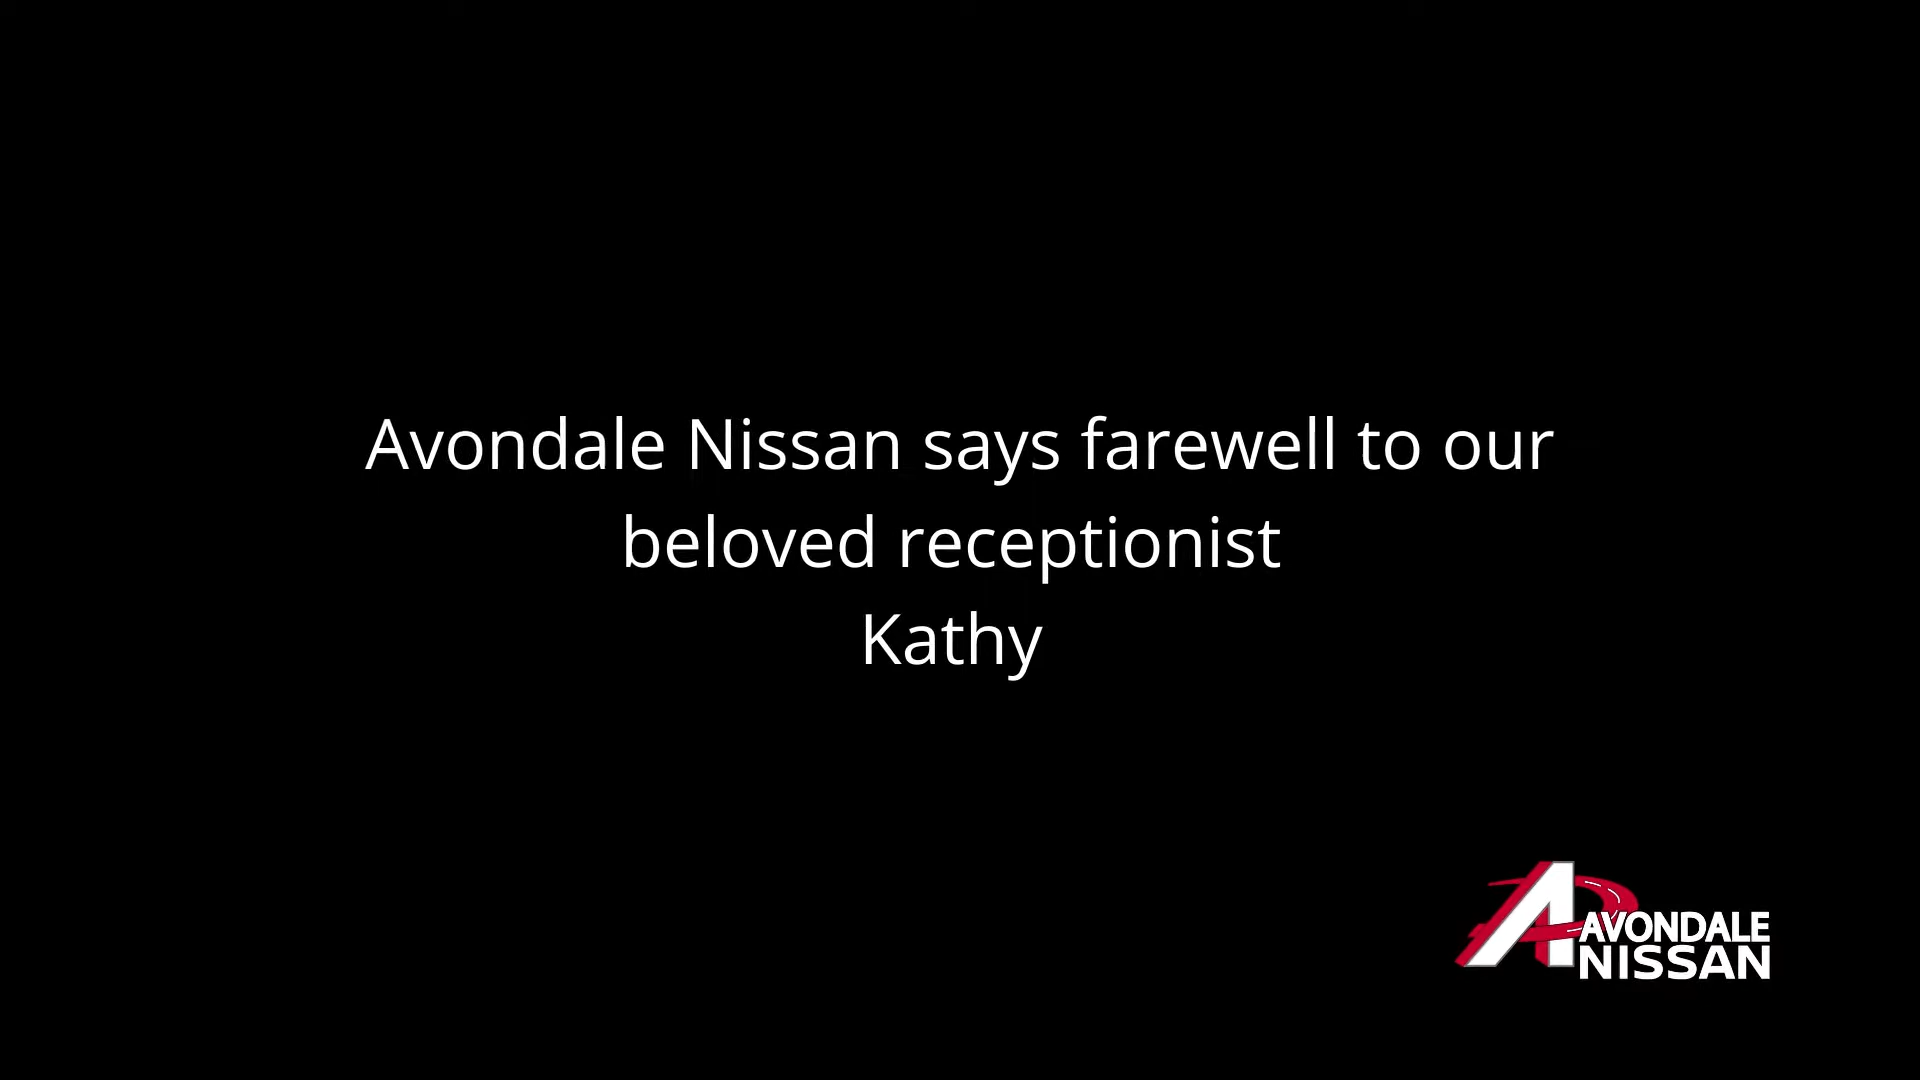 Avondale Nissan says farewell to our
beloved receptionist
Kathy
AVONDALE
NISSAN